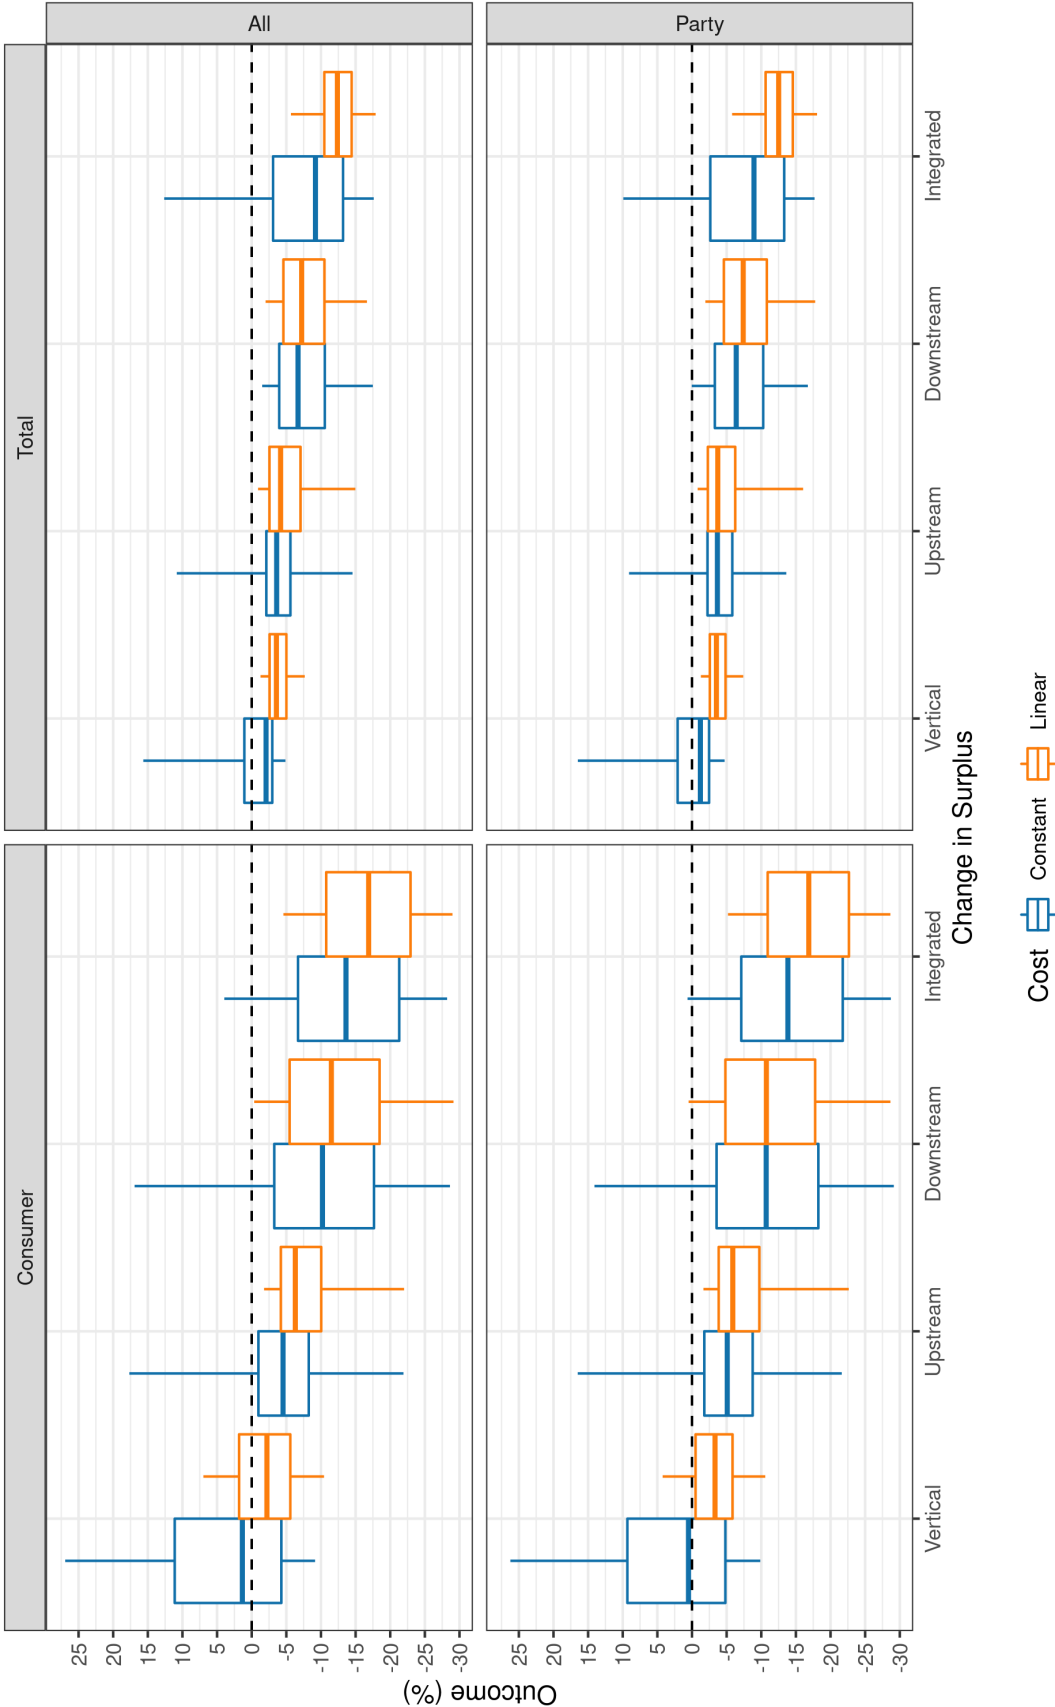 Consumer
Total
All
Party
25
20
15
10
5
0
-5
-10
-15
-20
-25
-30
25
20
15
10
5
0
-5
-10
-15
-20
-25
-30
Outcome (%)
Vertical
Upstream
Downstream
Integrated
Vertical
Upstream
Downstream
Integrated
Change in Surplus
Cost Constant Linear